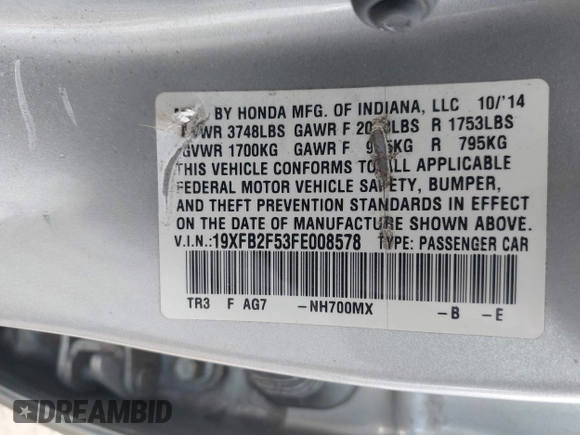 BY HONDA MFG. OF INDIANA, LLC 10/'14
GVWR 3748LBS GAWR F LBS R 1753LBS
GVWR 1700KG GAWR F KG R 795KG
THIS VEHICLE CONFORMS TO ALL APPLICABLE
FEDERAL MOTOR VEHICLE SAFETY, BUMPER,
AND THEFT PREVENTION STANDARDS IN EFFECT
ON THE DATE OF MANUFACTURE SHOWN ABOVE.
V.I.N.:19XFB2F53FE008578 TYPE: PASSENGER CAR
TR3 F AG7 -NH700MX -B -E
DREAMBID